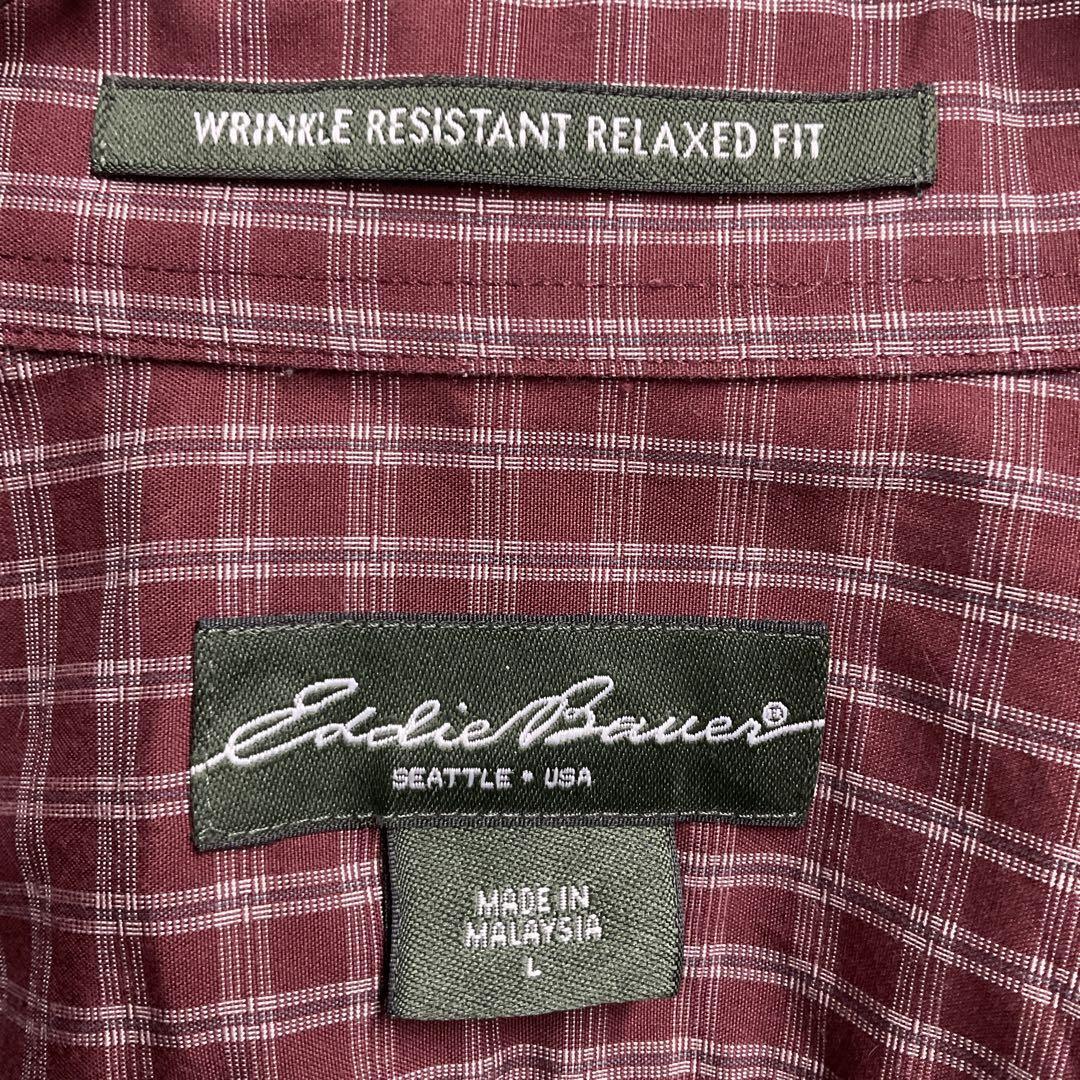 WRINKLE RESISTANT RELAXED FIT
Eddie Bauer®
SEATTLE • USA
MADE IN
MALAYSIA
L